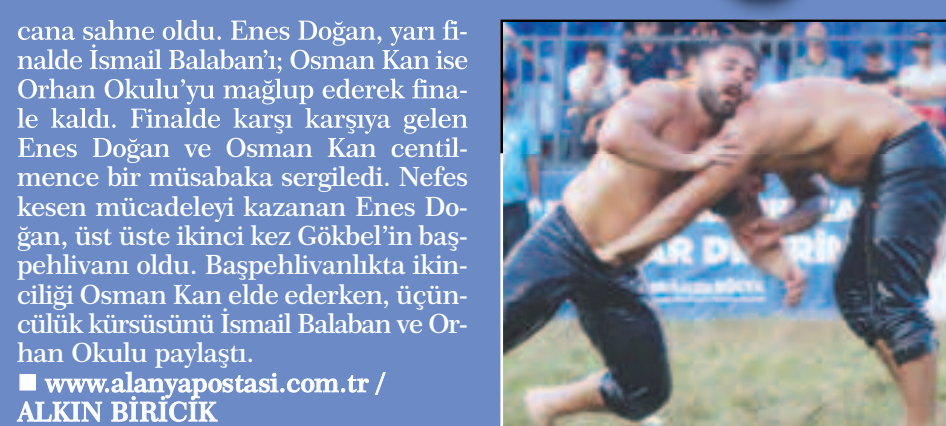 cana sahne oldu. Enes Doğan, yarı fi-
nalde İsmail Balaban’ı; Osman Kan ise
Orhan Okulu’yu mağlup ederek fina-
le kaldı. Finalde karşı karşıya gelen
Enes Doğan ve Osman Kan centil-
mence bir müsabaka sergiledi. Nefes
kesen mücadeleyi kazanan Enes Do-
ğan, üst üste ikinci kez Gökbel’in baş-
pehlivanı oldu. Başpehlivanlıkta ikin-
ciliği Osman Kan elde ederken, üçün-
cülük kürsüsünü İsmail Balaban ve Or-
han Okulu paylaştı.
■ www.alanyapostasi.com.tr /
ALKIN BİRİCİK